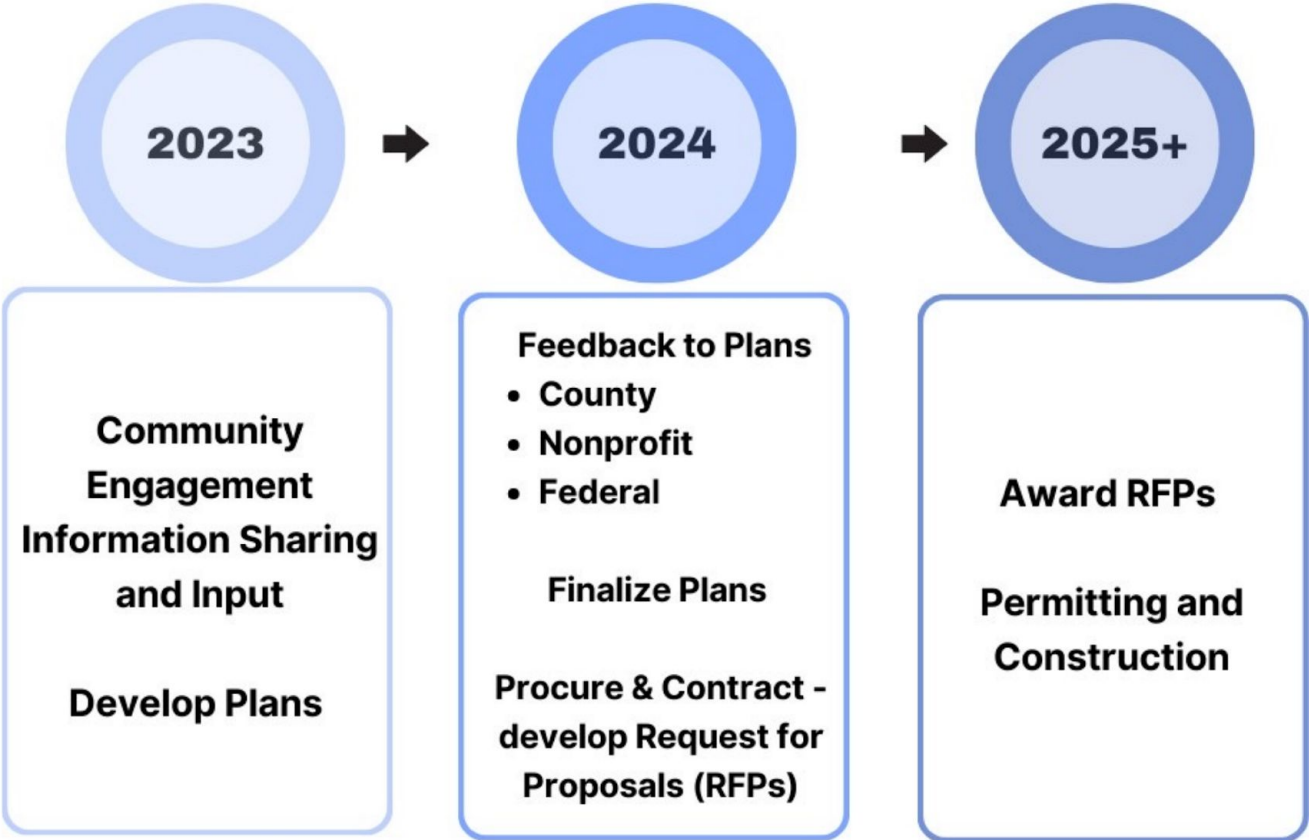 2023
Community
Engagement
Information Sharing
and Input
Develop Plans
2024
Feedback to Plans
• County
• Nonprofit
• Federal
Finalize Plans
Procure & Contract -
develop Request for
Proposals (RFPs)
2025+
Award RFPs
Permitting and
Construction